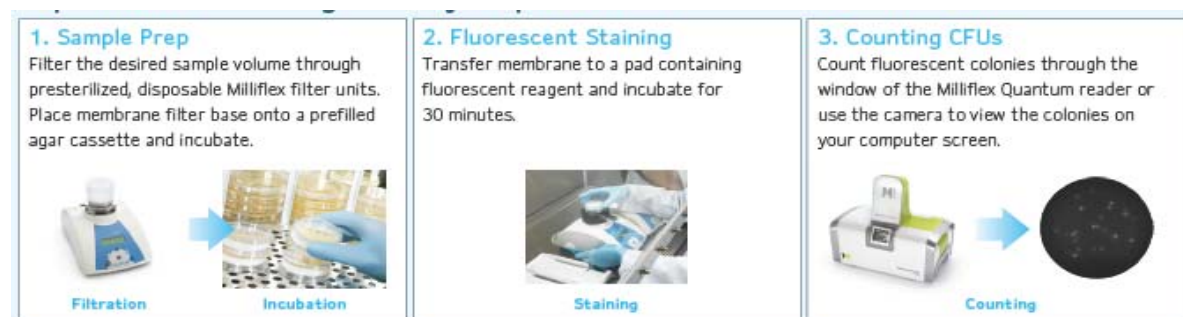 1. Sample Prep
Filter the desired sample volume through
presterilized, disposable Milliflex filter units.
Place membrane filter base onto a prefilled
agar cassette and incubate.
Filtration
Incubation
2. Fluorescent Staining
Transfer membrane to a pad containing
fluorescent reagent and incubate for
30 minutes.
Staining
3. Counting CFUs
Count fluorescent colonies through the
window of the Milliflex Quantum reader or
use the camera to view the colonies on
your computer screen.
Counting